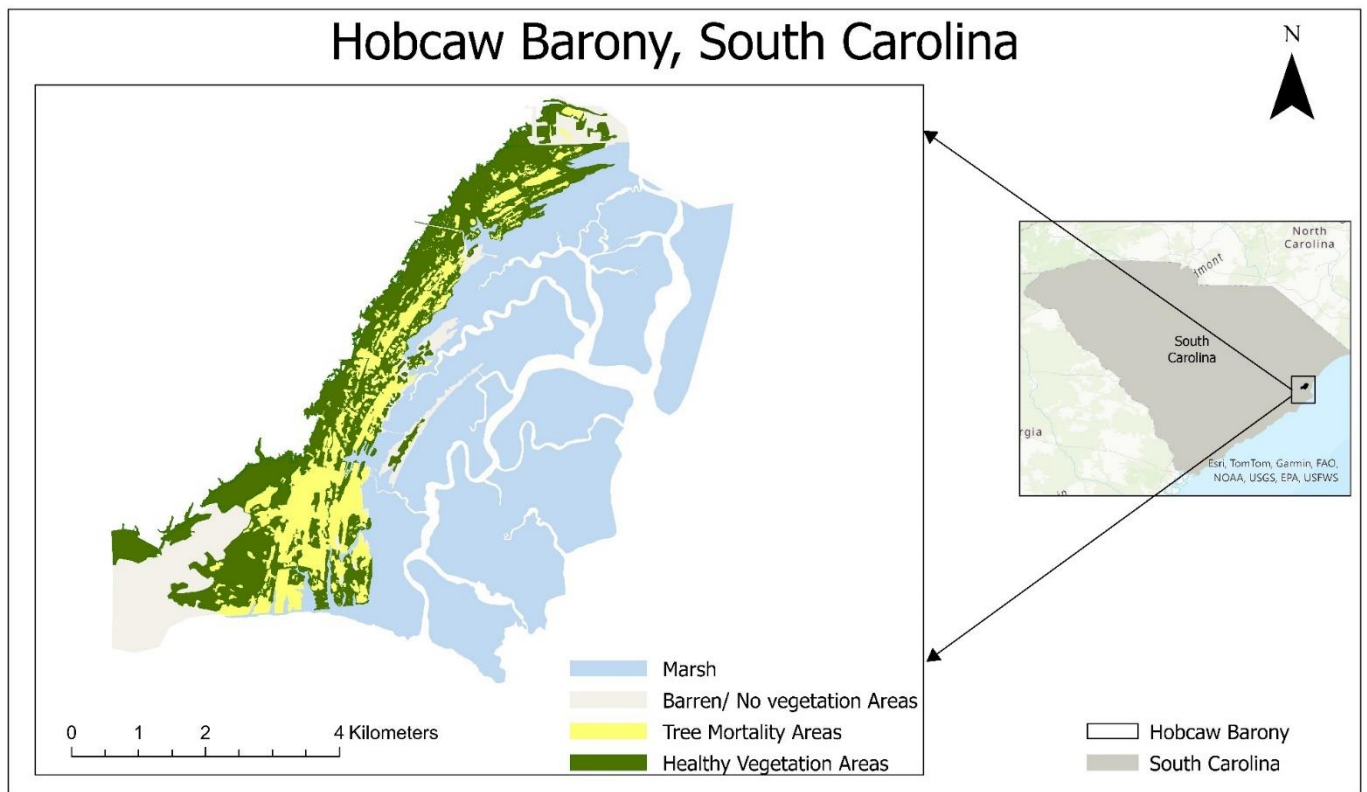 Hobcaw Barony, South Carolina
N
North
Carolina
lmont
South
Carolina
rgia
Esri, TomTom, Garmin, FAO,
NOAA, USGS, EPA, USFWS
Marsh
Barren/ No vegetation Areas
Tree Mortality Areas
Healthy Vegetation Areas
0 1 2 4 Kilometers
Hobcaw Barony
South Carolina